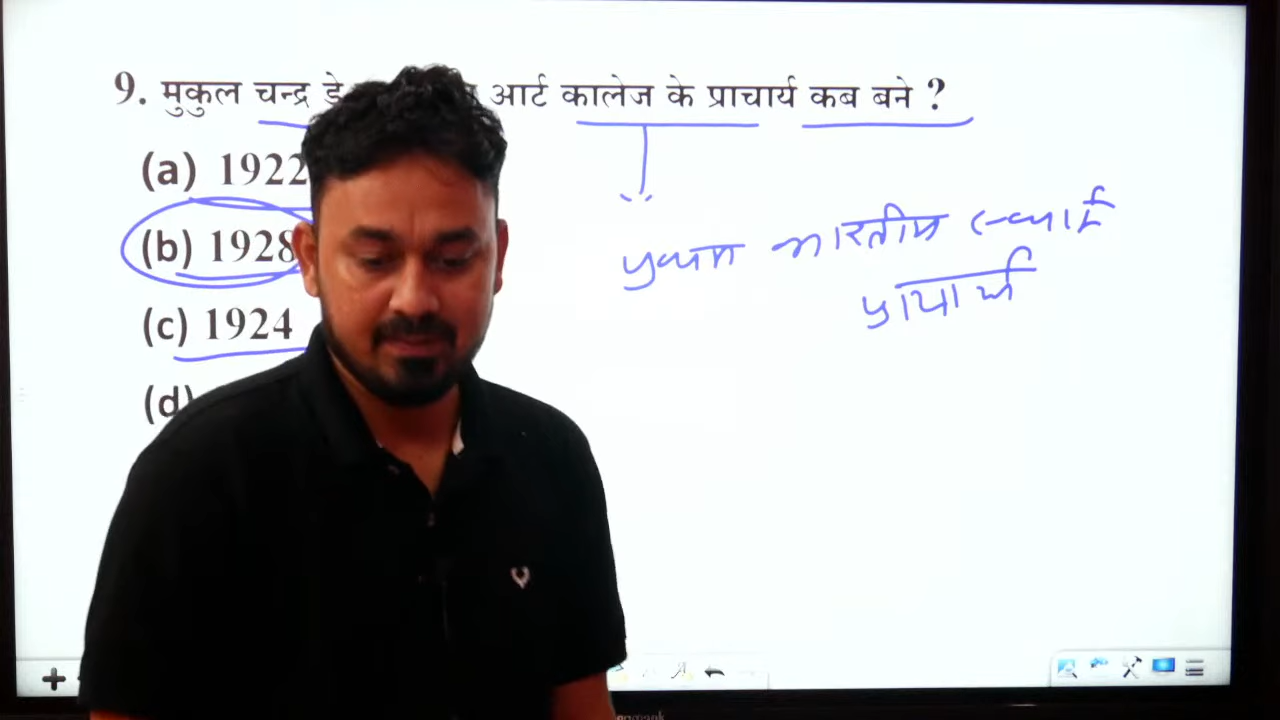 9. मुकुल चन्द्र डे आर्ट कालेज के प्राचार्य कब बने ?
(a) 1922
(b) 1928
(c) 1924
(d)
प्रथम भारतीय स्थाई
प्राचार्य